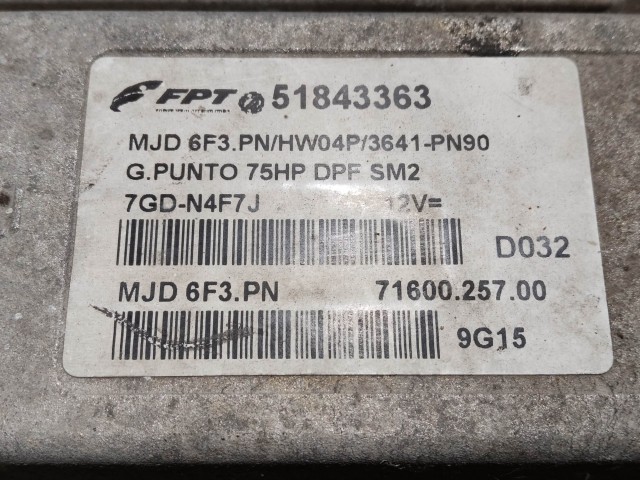 FPT 51843363
MJD 6F3.PN/HW04P/3641-PN90
G.PUNTO 75HP DPF SM2
7GD-N4F7J 12V=
D032
MJD 6F3.PN 71600.257.00
9G15